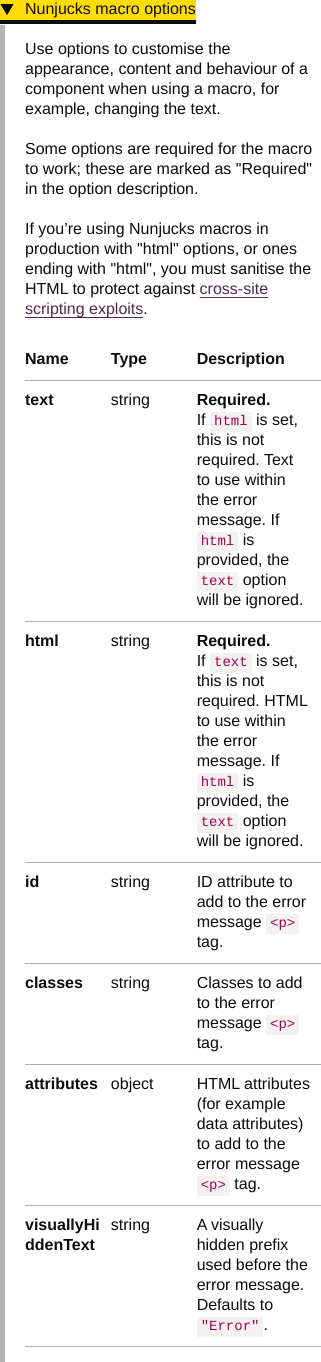 ▼ Nunjucks macro options
Use options to customise the
appearance, content and behaviour of a
component when using a macro, for
example, changing the text.
Some options are required for the macro
to work; these are marked as "Required"
in the option description.
If you’re using Nunjucks macros in
production with "html" options, or ones
ending with "html", you must sanitise the
HTML to protect against cross-site
scripting exploits.
Name Type Description
text string Required.
If html is set,
this is not
required. Text
to use within
the error
message. If
html is
provided, the
text option
will be ignored.
html string Required.
If text is set,
this is not
required. HTML
to use within
the error
message. If
html is
provided, the
text option
will be ignored.
id string ID attribute to
add to the error
message <p>
tag.
classes string Classes to add
to the error
message <p>
tag.
attributes object HTML attributes
(for example
data attributes)
to add to the
error message
<p> tag.
visuallyHi string A visually
ddenText hidden prefix
used before the
error message.
Defaults to
"Error".